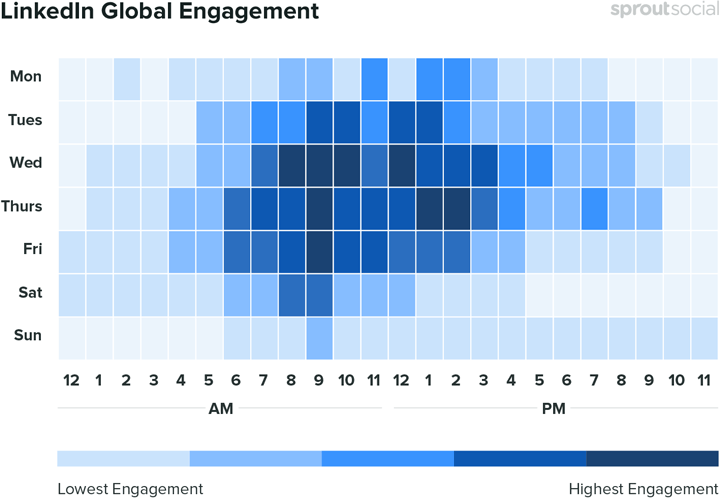 LinkedIn Global Engagement
sproutsocial
Mon
Tues
Wed
Thurs
Fri
Sat
Sun
12 1 2 3 4 5 6 7 8 9 10 11 12 1 2 3 4 5 6 7 8 9 10 11
AM PM
Lowest Engagement Highest Engagement